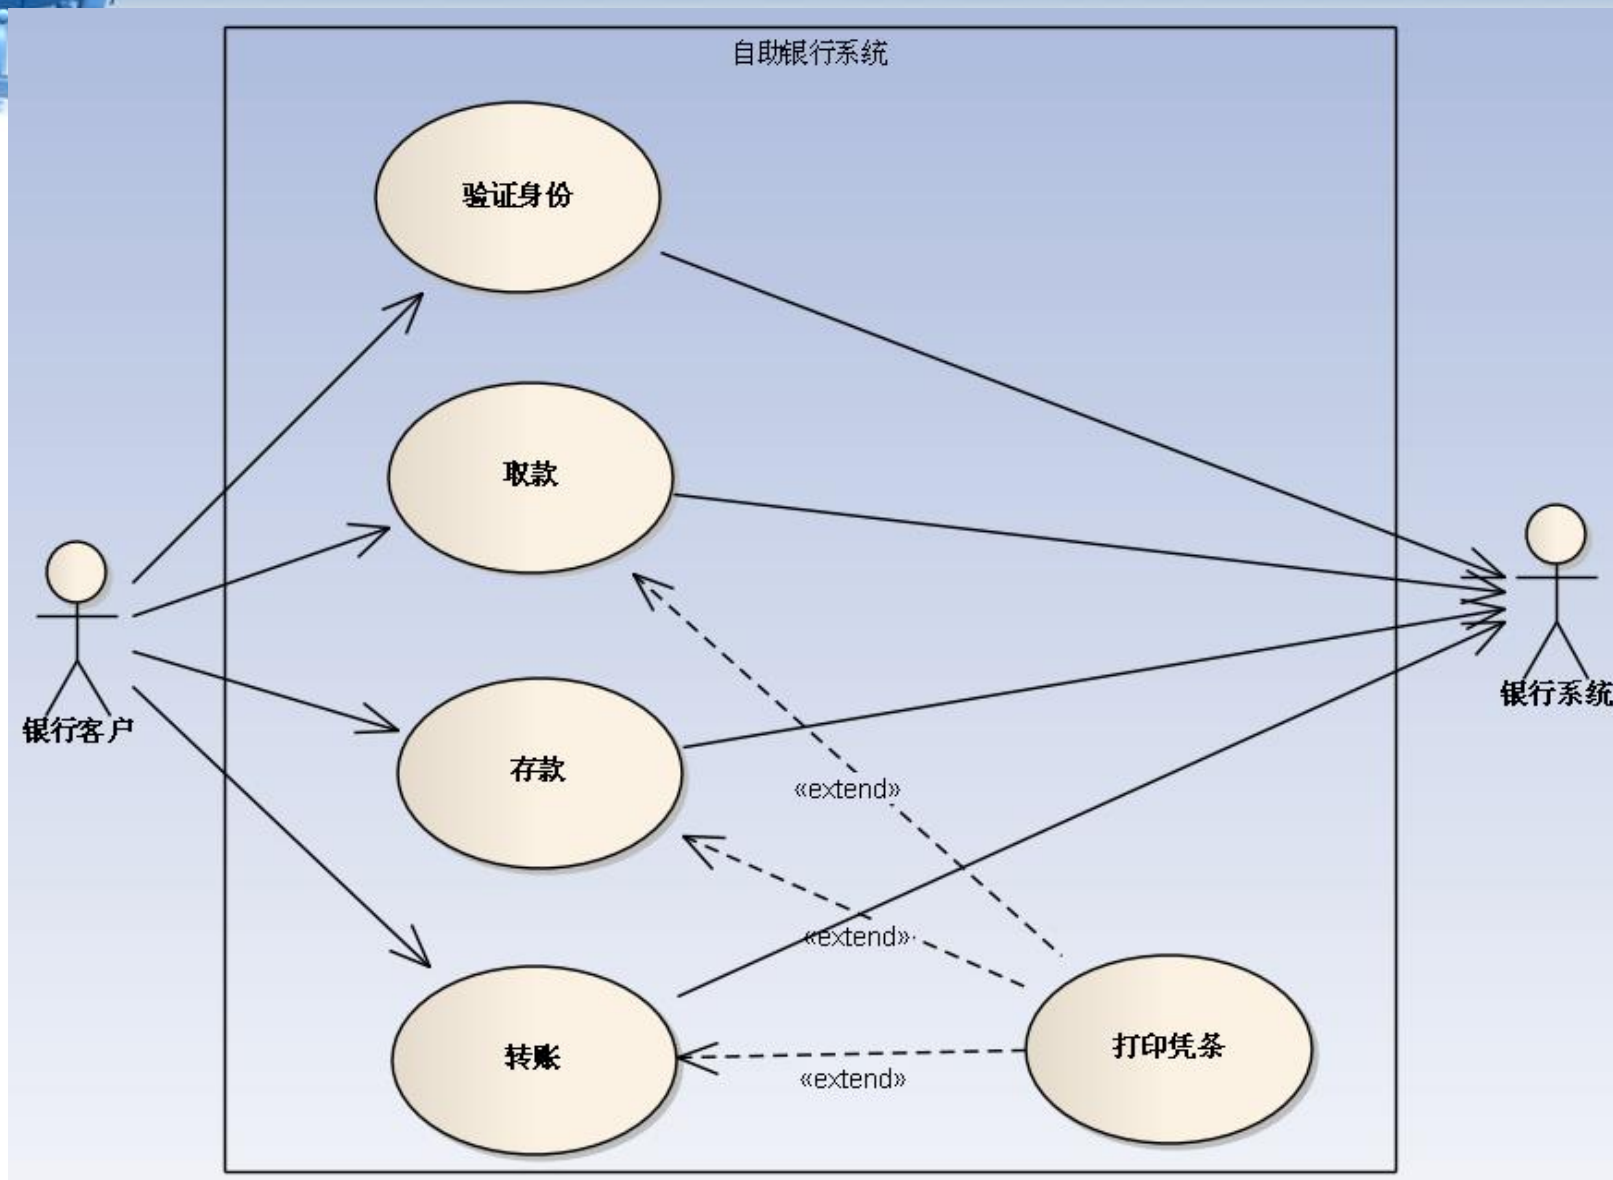 自助银行系统
验证身份
取款
银行系统
银行客户
存款
«extend»
«extend»
转账
打印凭条
«extend»